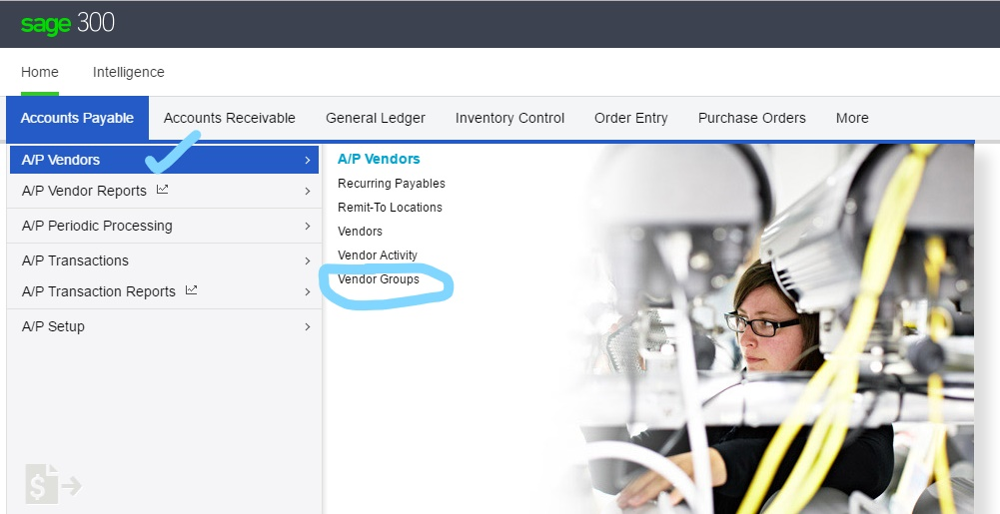 sage 300
Home Intelligence
Accounts Payable Accounts Receivable General Ledger Inventory Control Order Entry Purchase Orders More
A/P Vendors
A/P Vendor Reports
A/P Periodic Processing
A/P Transactions
A/P Transaction Reports
A/P Setup
A/P Vendors
Recurring Payables
Remit-To Locations
Vendors
Vendor Activity
Vendor Groups
$